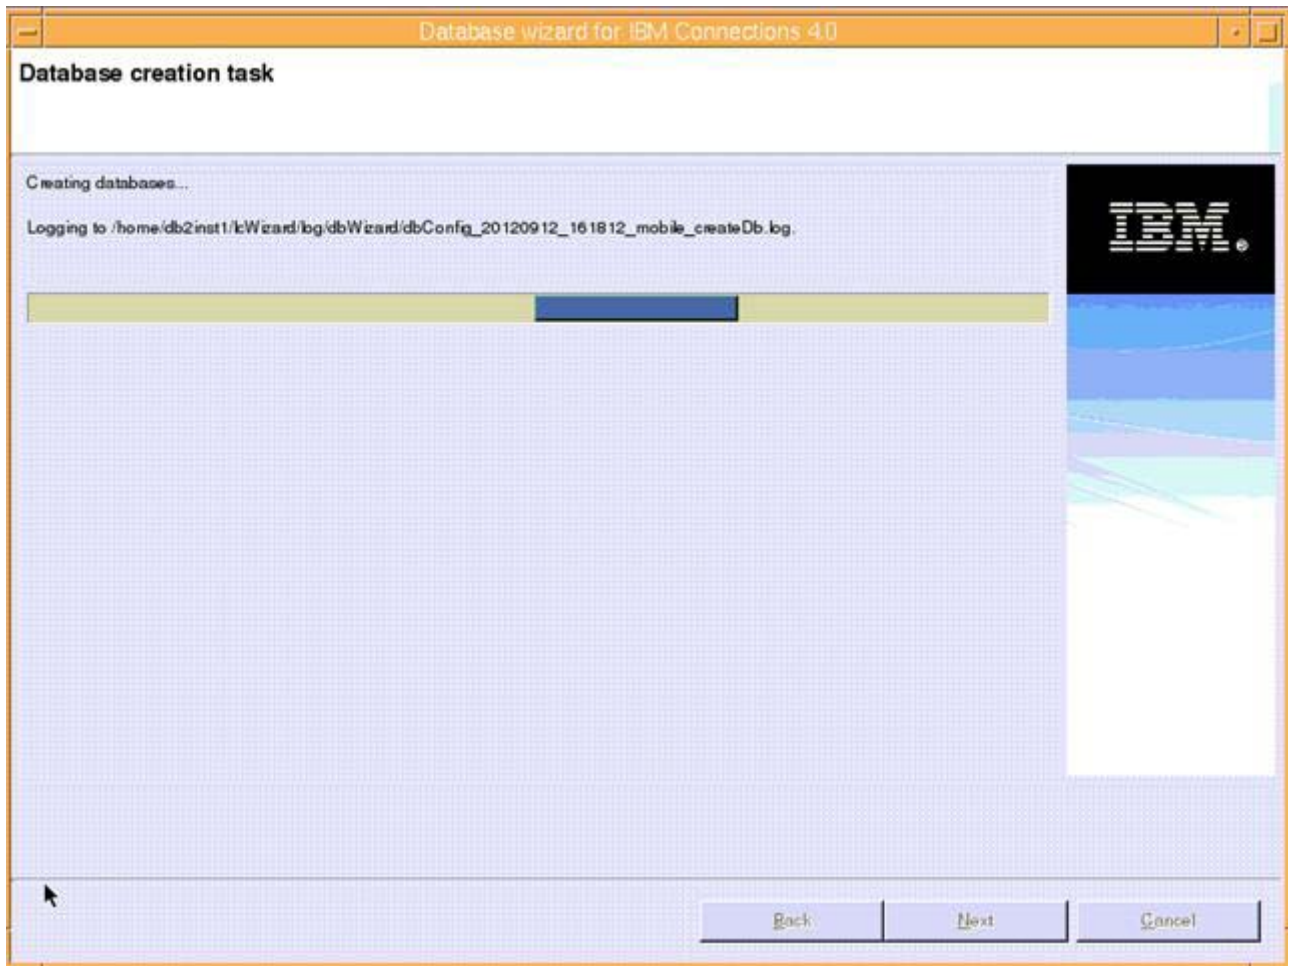 Database wizard for IBM Connections 4.0
Database creation task
Creating databases...
Logging to /home/db2inst1/lcWizard/log/dbWizard/dbConfig_20120912_161812_mobile_createDb.log.
IBM®
Back
Next
Cancel